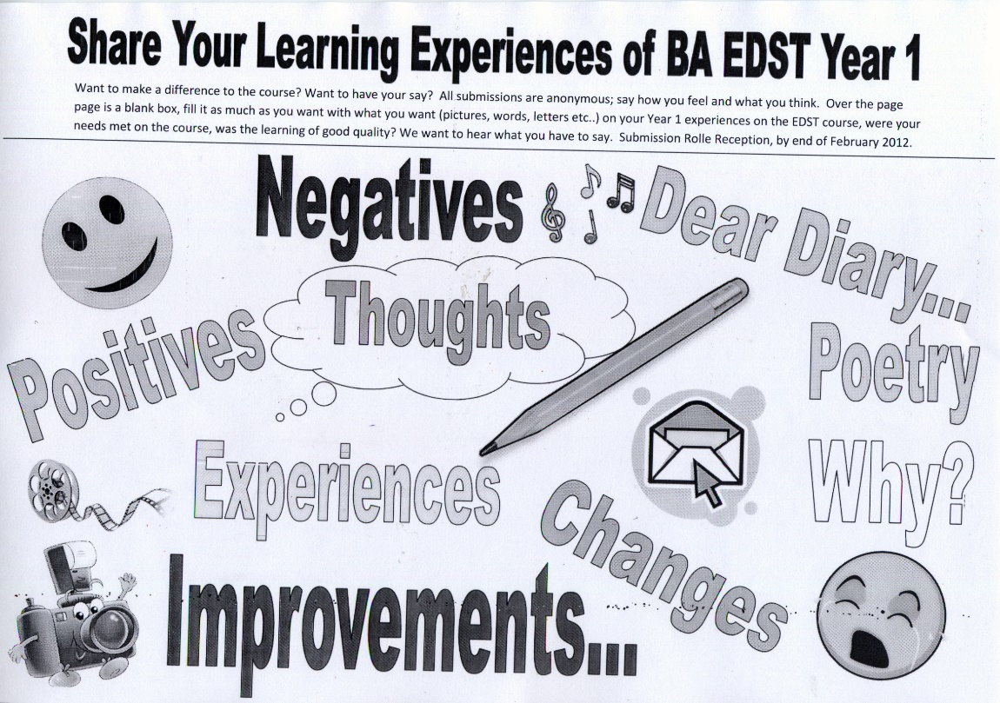 Share Your Learning Experiences of BA EDST Year 1
Want to make a difference to the course? Want to have your say?  All submissions are anonymous; say how you feel and what you think.  Over the page
page is a blank box, fill it as much as you want with what you want (pictures, words, letters etc..) on your Year 1 experiences on the EDST course, were your
needs met on the course, was the learning of good quality? We want to hear what you have to say.  Submission Rolle Reception, by end of February 2012.
Negatives
Dear Diary...
Thoughts
Positives
Poetry
Experiences
Why?
Changes
Improvements...